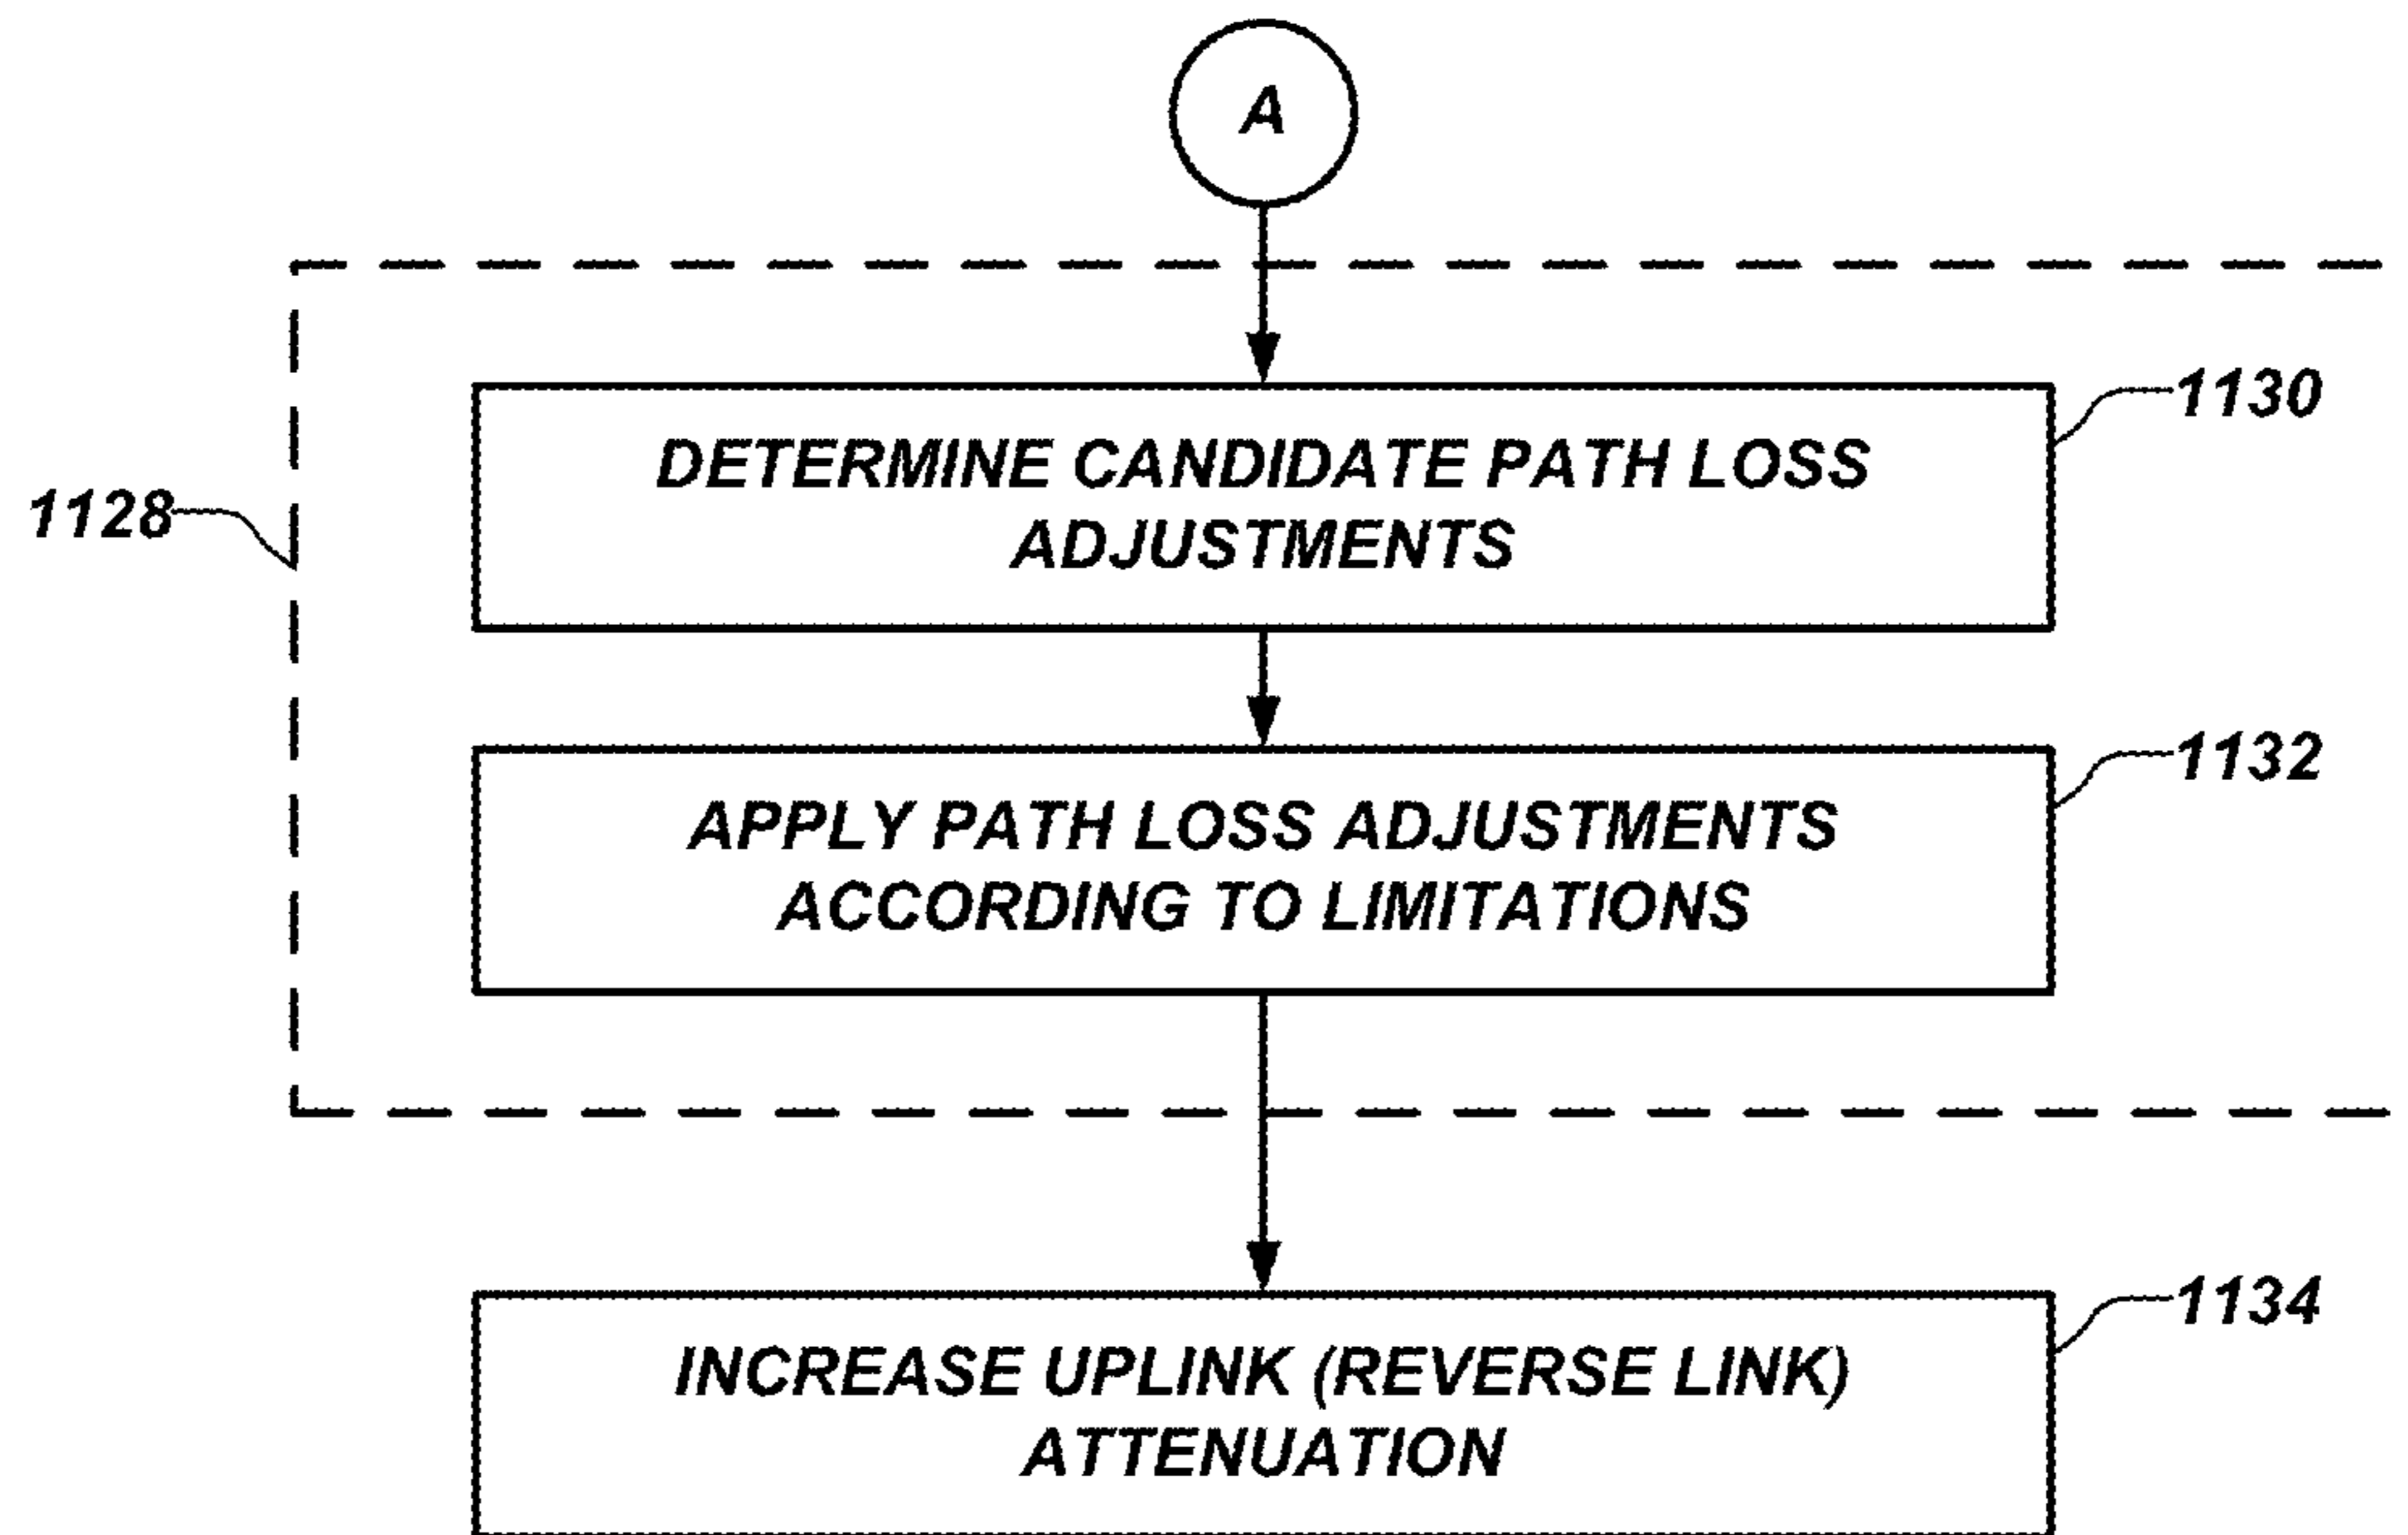 A
1130
DETERMINE CANDIDATE PATH LOSS
ADJUSTMENTS
1128
1132
APPLY PATH LOSS ADJUSTMENTS
ACCORDING TO LIMITATIONS
1134
INCREASE UPLINK (REVERSE LINK)
ATTENUATION